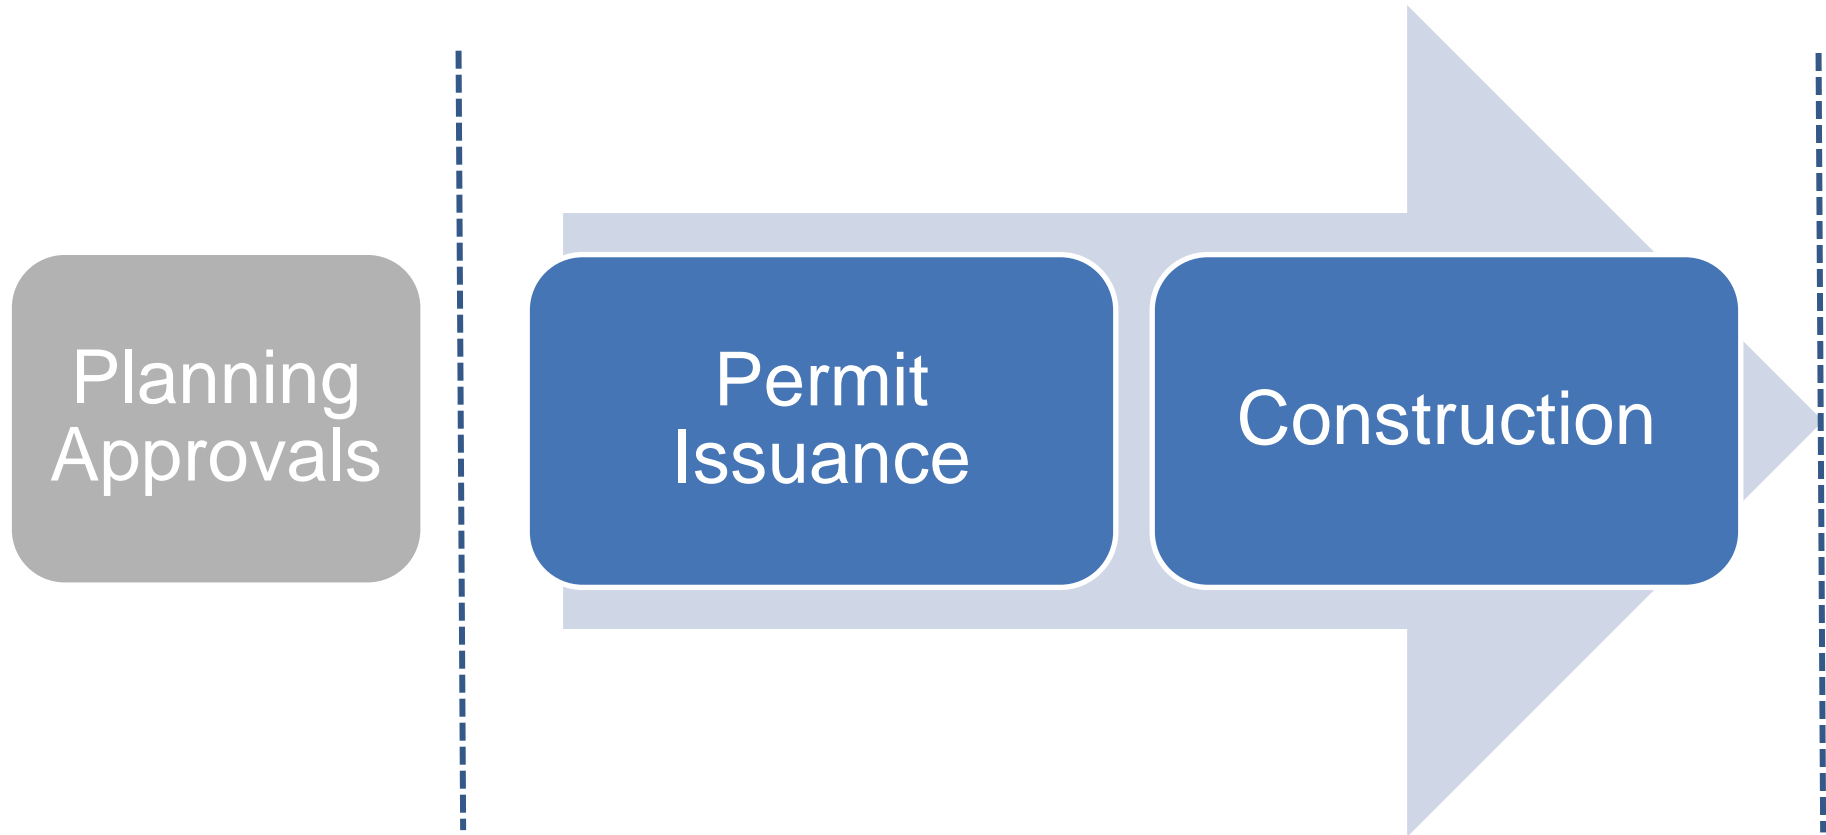 Planning
Approvals
Permit
Issuance
Construction